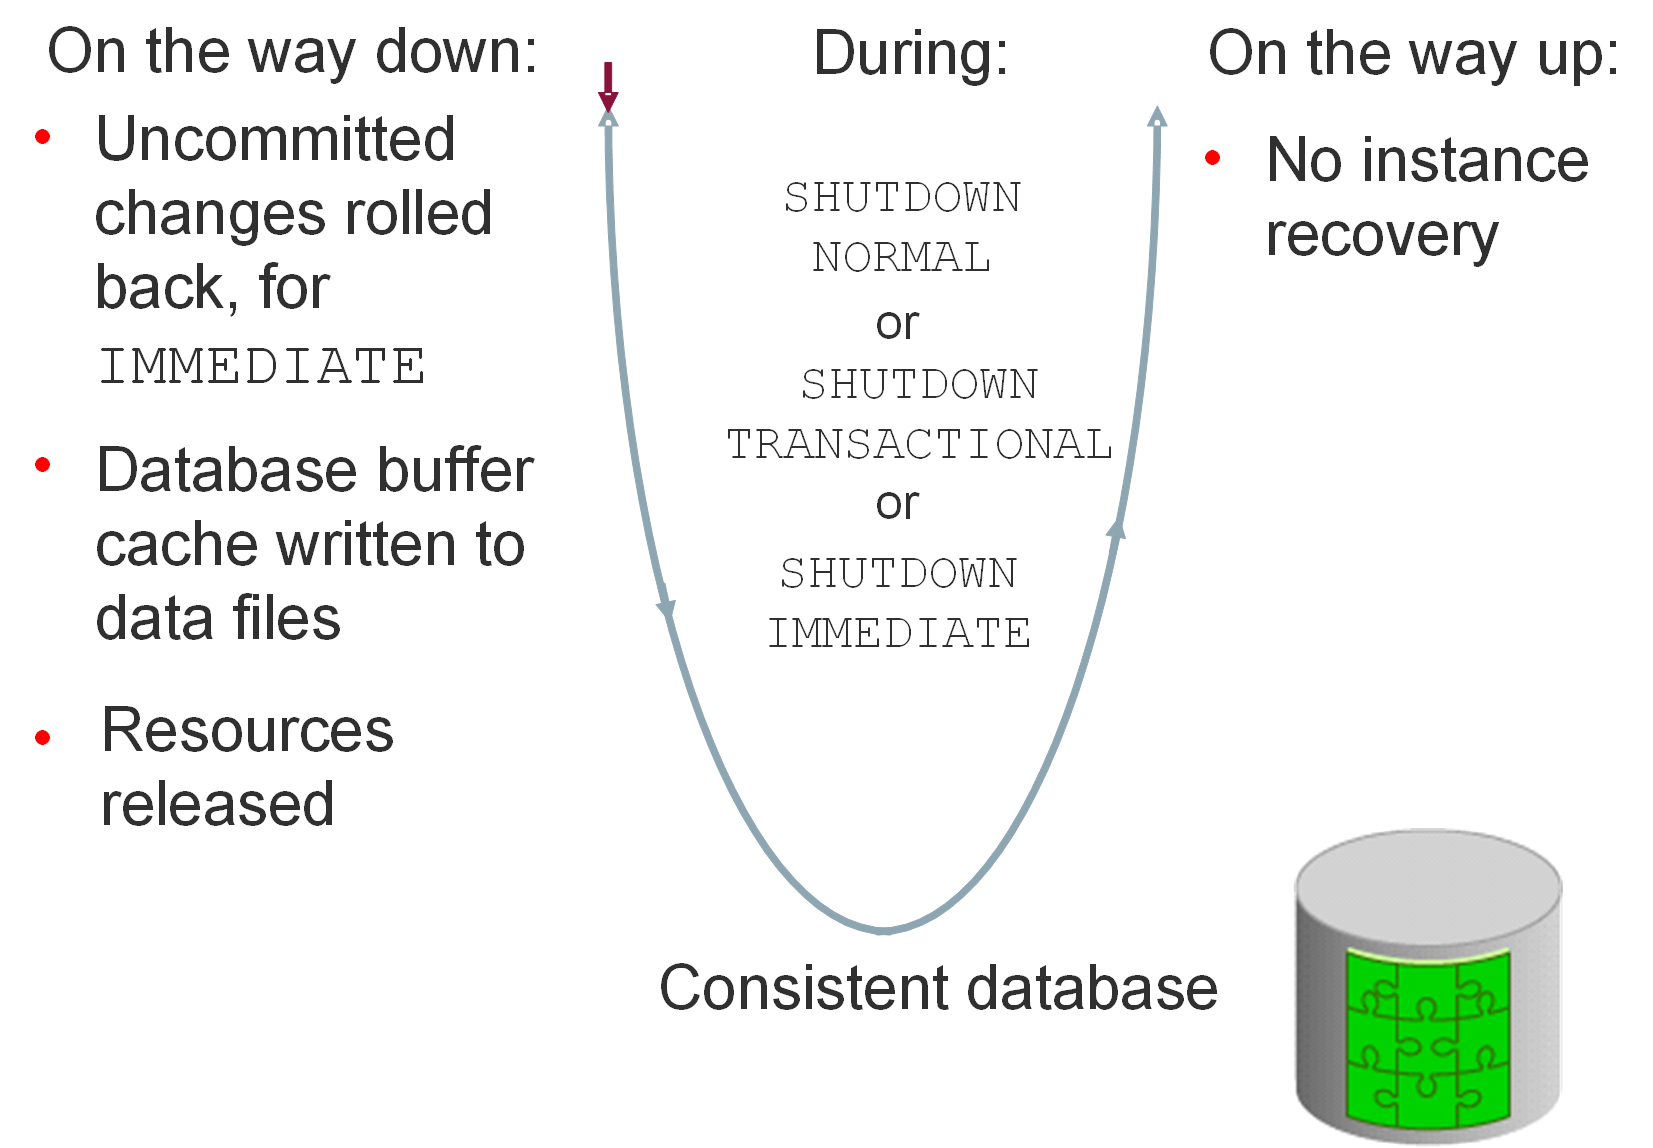 On the way down:
• Uncommitted
changes rolled
back, for
IMMEDIATE
• Database buffer
cache written to
data files
• Resources
released
During:
SHUTDOWN
NORMAL
or
SHUTDOWN
TRANSACTIONAL
or
SHUTDOWN
IMMEDIATE
On the way up:
• No instance
recovery
Consistent database